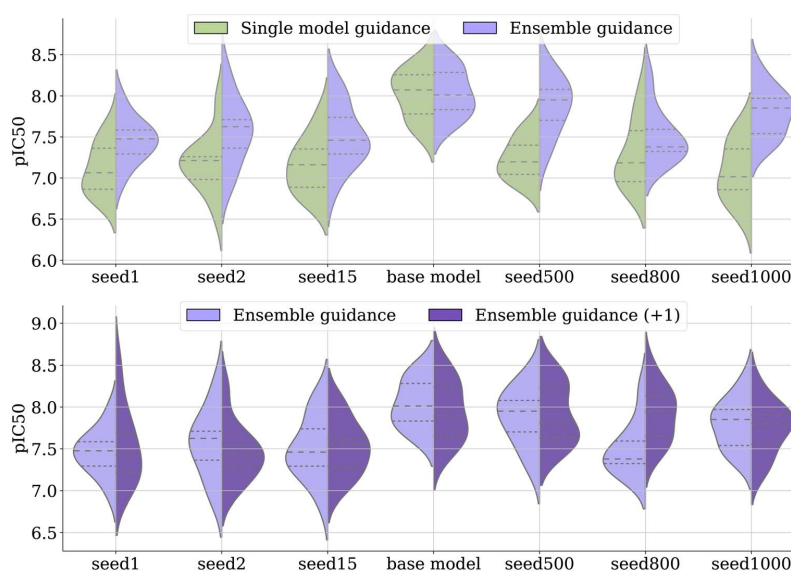 Single model guidance Ensemble guidance
8.5
8.0
7.5
7.0
6.5
6.0
pIC50
seed1 seed2 seed15 base model seed500 seed800 seed1000
Ensemble guidance Ensemble guidance (+1)
9.0
8.5
8.0
7.5
7.0
6.5
pIC50
seed1 seed2 seed15 base model seed500 seed800 seed1000